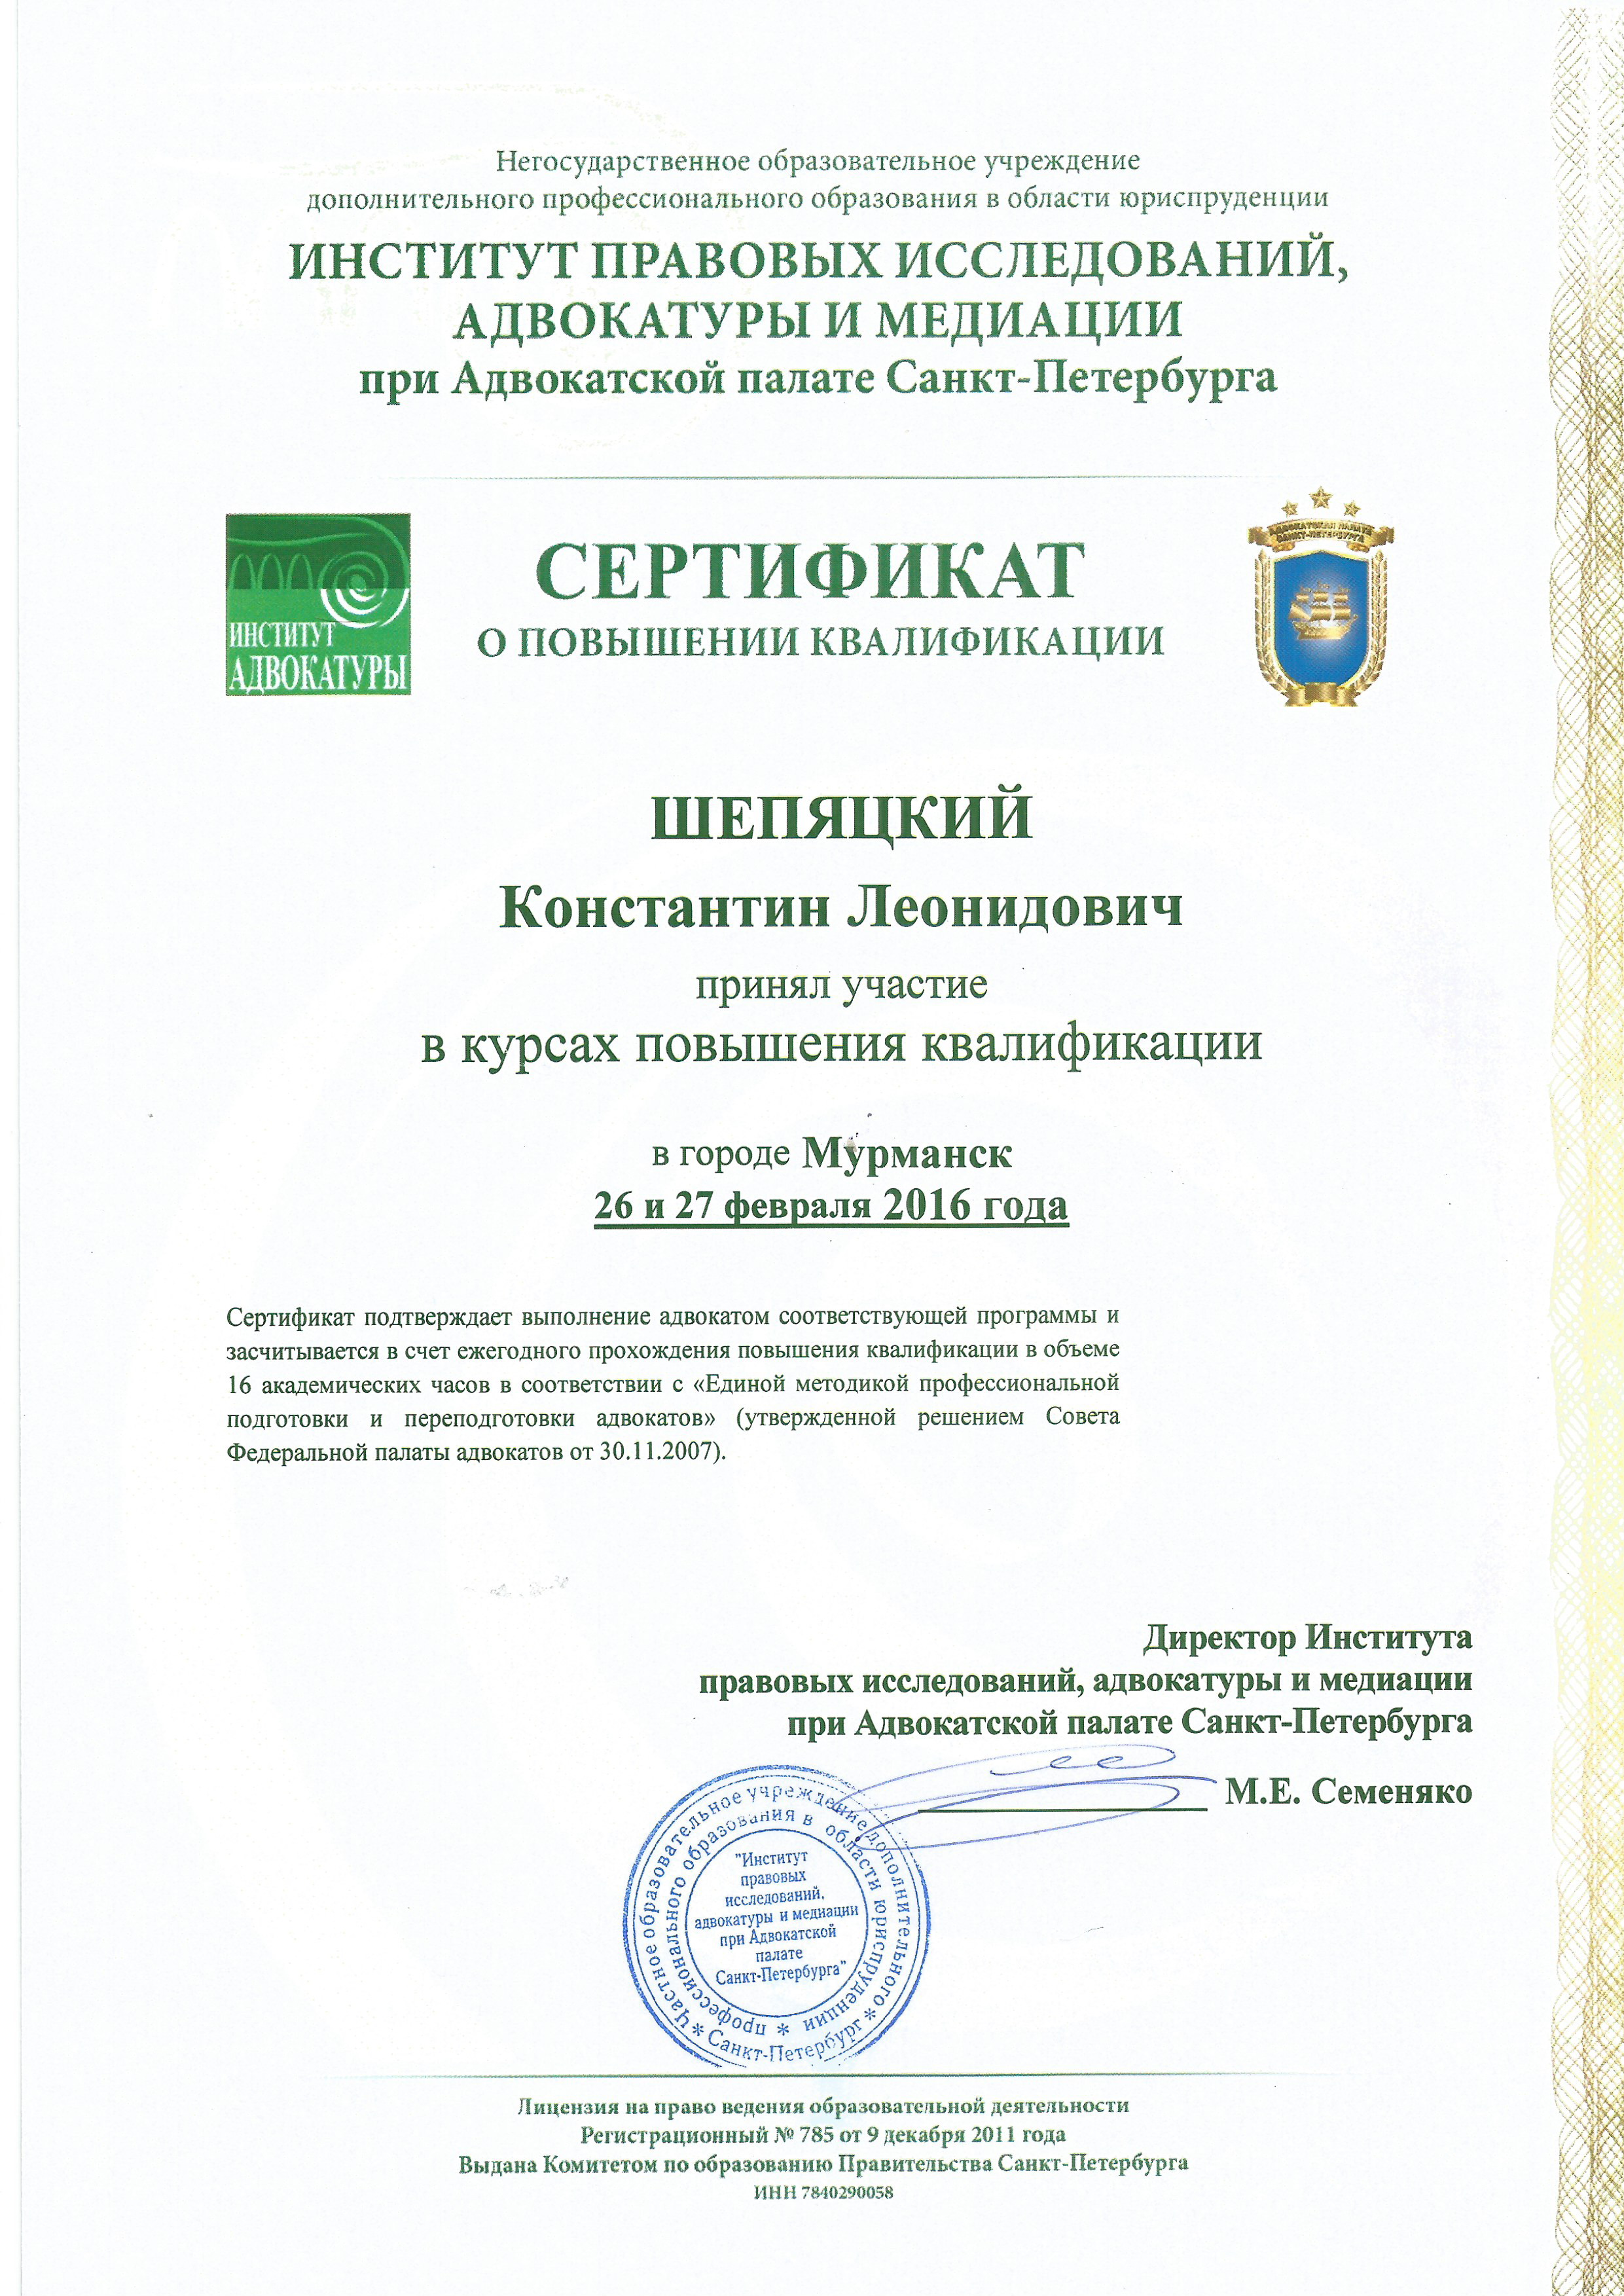 Негосударственное образовательное учреждение
дополнительного профессионального образования в области юриспруденции
ИНСТИТУТ ПРАВОВЫХ ИССЛЕДОВАНИЙ,
АДВОКАТУРЫ И МЕДИАЦИИ
при Адвокатской палате Санкт-Петербурга
ИНСТИТУТ
АДВОКАТУРЫ
СЕРТИФИКАТ
О ПОВЫШЕНИИ КВАЛИФИКАЦИИ
АДВОКАТСКАЯ ПАЛАТА
САНКТ-ПЕТЕРБУРГА
ШЕПЯЦКИЙ
Константин Леонидович
принял участие
в курсах повышения квалификации
в городе Мурманск
26 и 27 февраля 2016 года
Сертификат подтверждает выполнение адвокатом соответствующей программы и
засчитывается в счет ежегодного прохождения повышения квалификации в объеме
16 академических часов в соответствии с «Единой методикой профессиональной
подготовки и переподготовки адвокатов» (утвержденной решением Совета
Федеральной палаты адвокатов от 30.11.2007).
Директор Института
правовых исследований, адвокатуры и медиации
при Адвокатской палате Санкт-Петербурга
М.Е. Семеняко
Частное образовательное учреждение дополнительного
профессионального образования в области юриспруденции
Санкт-Петербург
"Институт
правовых
исследований,
адвокатуры и медиации
при Адвокатской
палате
Санкт-Петербурга"
Лицензия на право ведения образовательной деятельности
Регистрационный № 785 от 9 декабря 2011 года
Выдана Комитетом по образованию Правительства Санкт-Петербурга
ИНН 7840290058